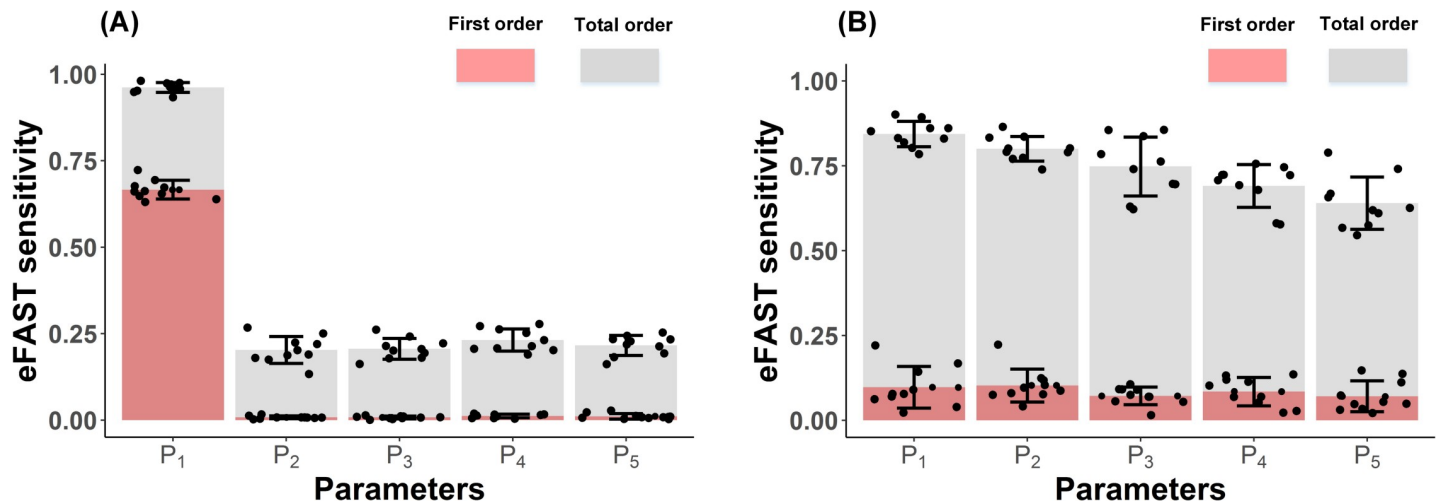 (A)
First order
Total order
eFAST sensitivity
1.00
0.75
0.50
0.25
0.00
P₁ P₂ P₃ P₄ P₅
Parameters
(B)
First order
Total order
eFAST sensitivity
1.00
0.75
0.50
0.25
0.00
P₁ P₂ P₃ P₄ P₅
Parameters